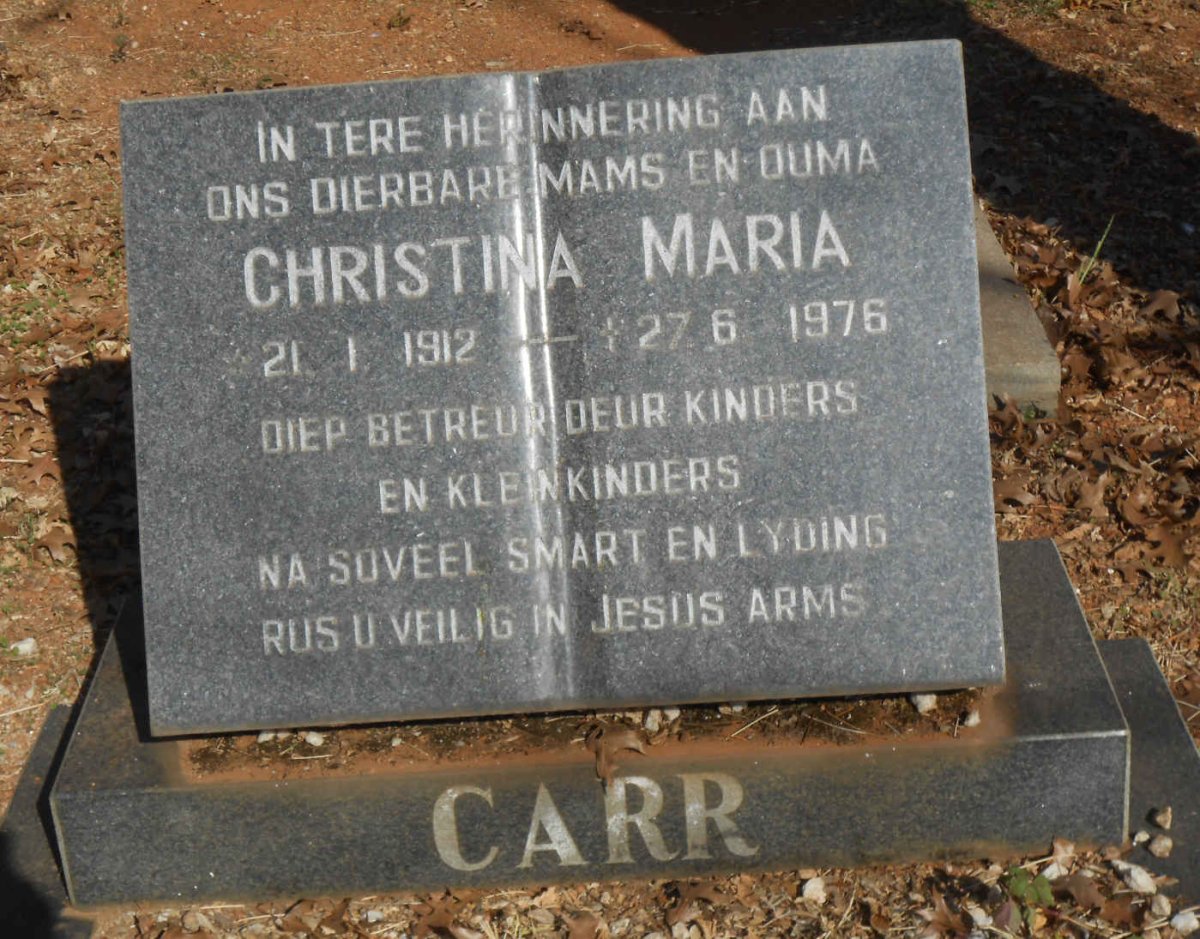 IN TERE HERINNERING AAN
ONS DIERBARE MAMS EN OUMA
CHRISTINA MARIA
* 21. 1 1912 — † 27. 6 1976
DIEP BETREUR DEUR KINDERS
EN KLEINKINDERS
NA SOVEEL SMART EN LYDING
RUS U VEILIG IN JESUS ARMS
CARR